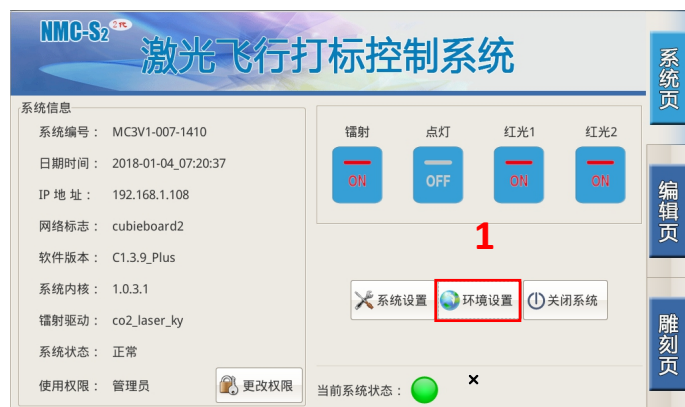 NMC-S2 2代
激光飞行打标控制系统
系统信息
系统编号： MC3V1-007-1410
日期时间： 2018-01-04_07:20:37
IP 地 址： 192.168.1.108
网络标志： cubieboard2
软件版本： C1.3.9_Plus
系统内核： 1.0.3.1
镭射驱动： co2_laser_ky
系统状态： 正常
使用权限： 管理员 更改权限
镭射 点灯 红光1 红光2
ON OFF ON ON
1
系统设置 环境设置 关闭系统
当前系统状态：
系统页
编辑页
雕刻页